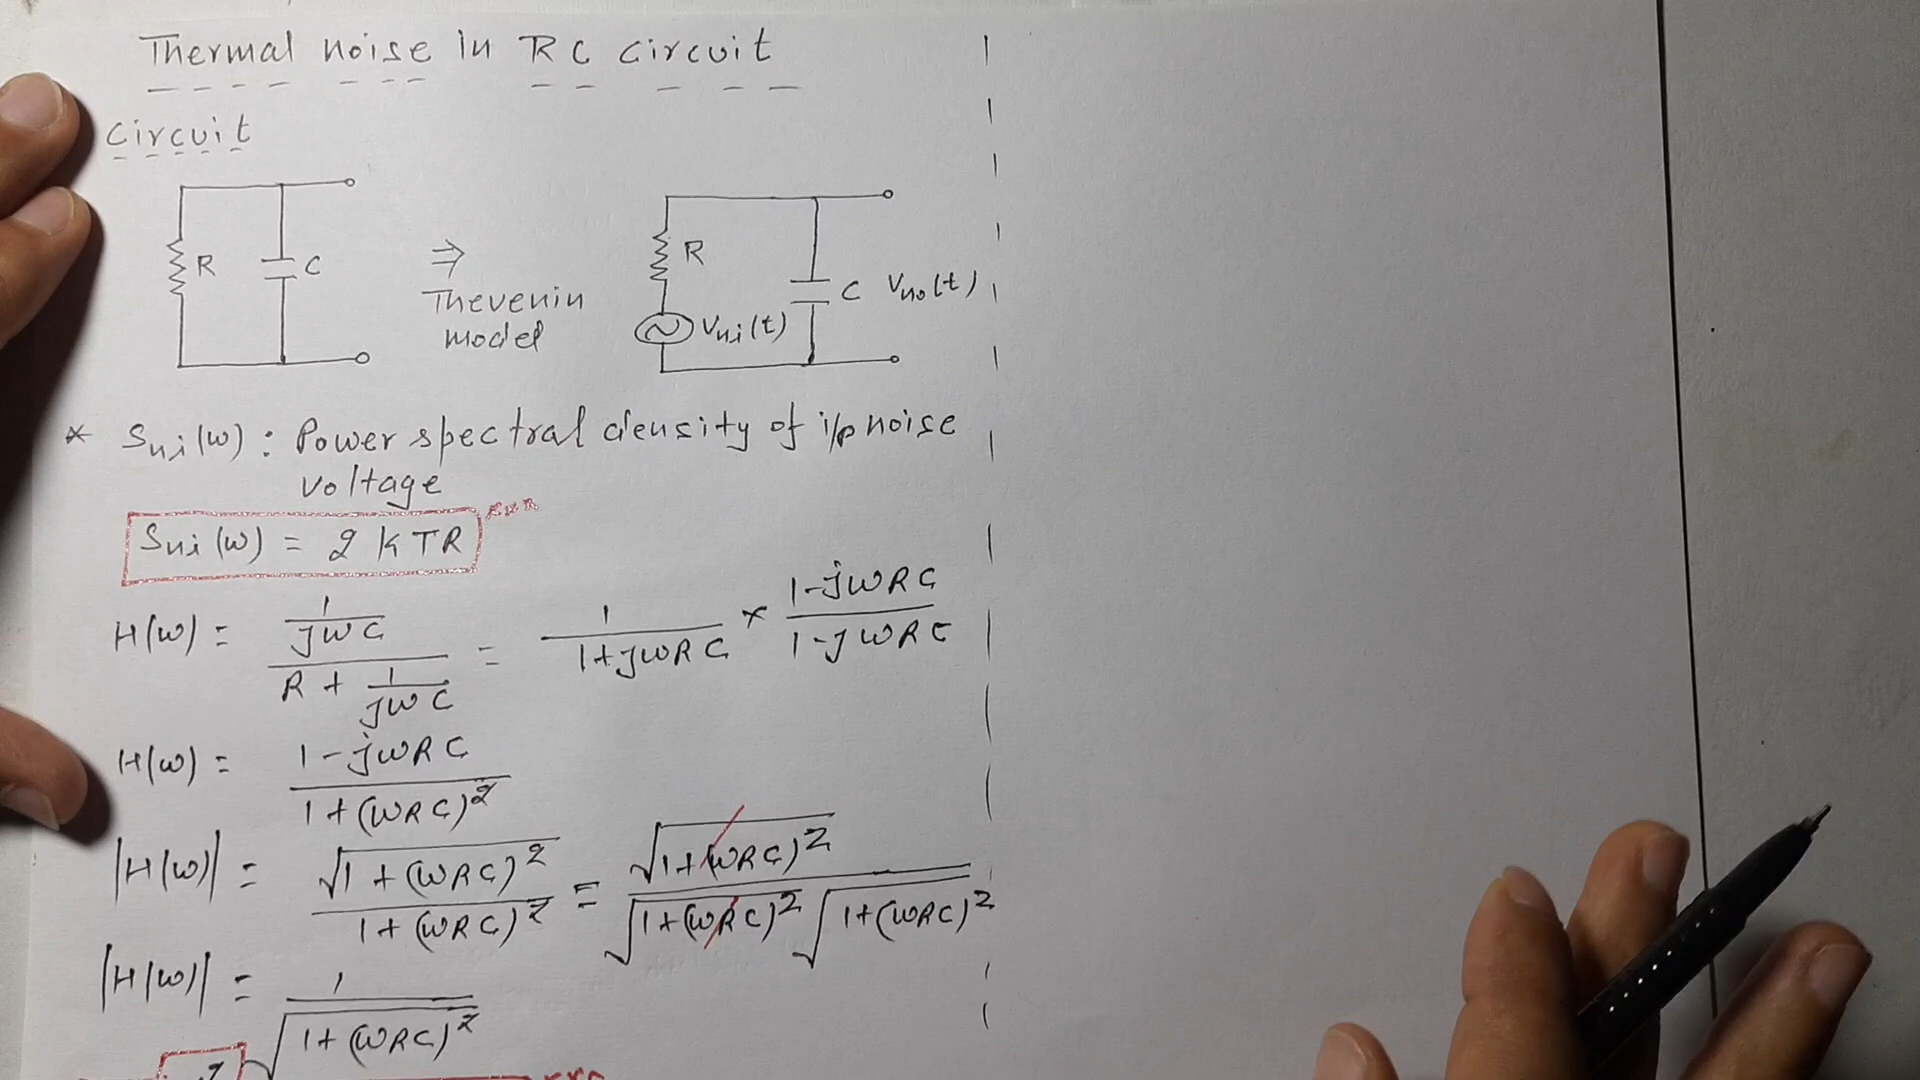 Thermal noise in RC circuit
circuit
R
C
⇒
Thevenin
model
R
Vni(t)
C
Vno(t)
* Sni(ω) : Power spectral density of i/p noise
voltage
Sni(ω) = 2KTR
H(ω) = (1/jωC) / (R + 1/jωC) = 1/(1+jωRC) × (1-jωRC)/(1-jωRC)
H(ω) = (1-jωRC) / (1+(ωRC)²)
|H(ω)| = √(1+(ωRC)²) / (1+(ωRC)²) = √(1+(ωRC)²) / (√(1+(ωRC)²) √(1+(ωRC)²))
|H(ω)| = 1 / √(1+(ωRC)²)